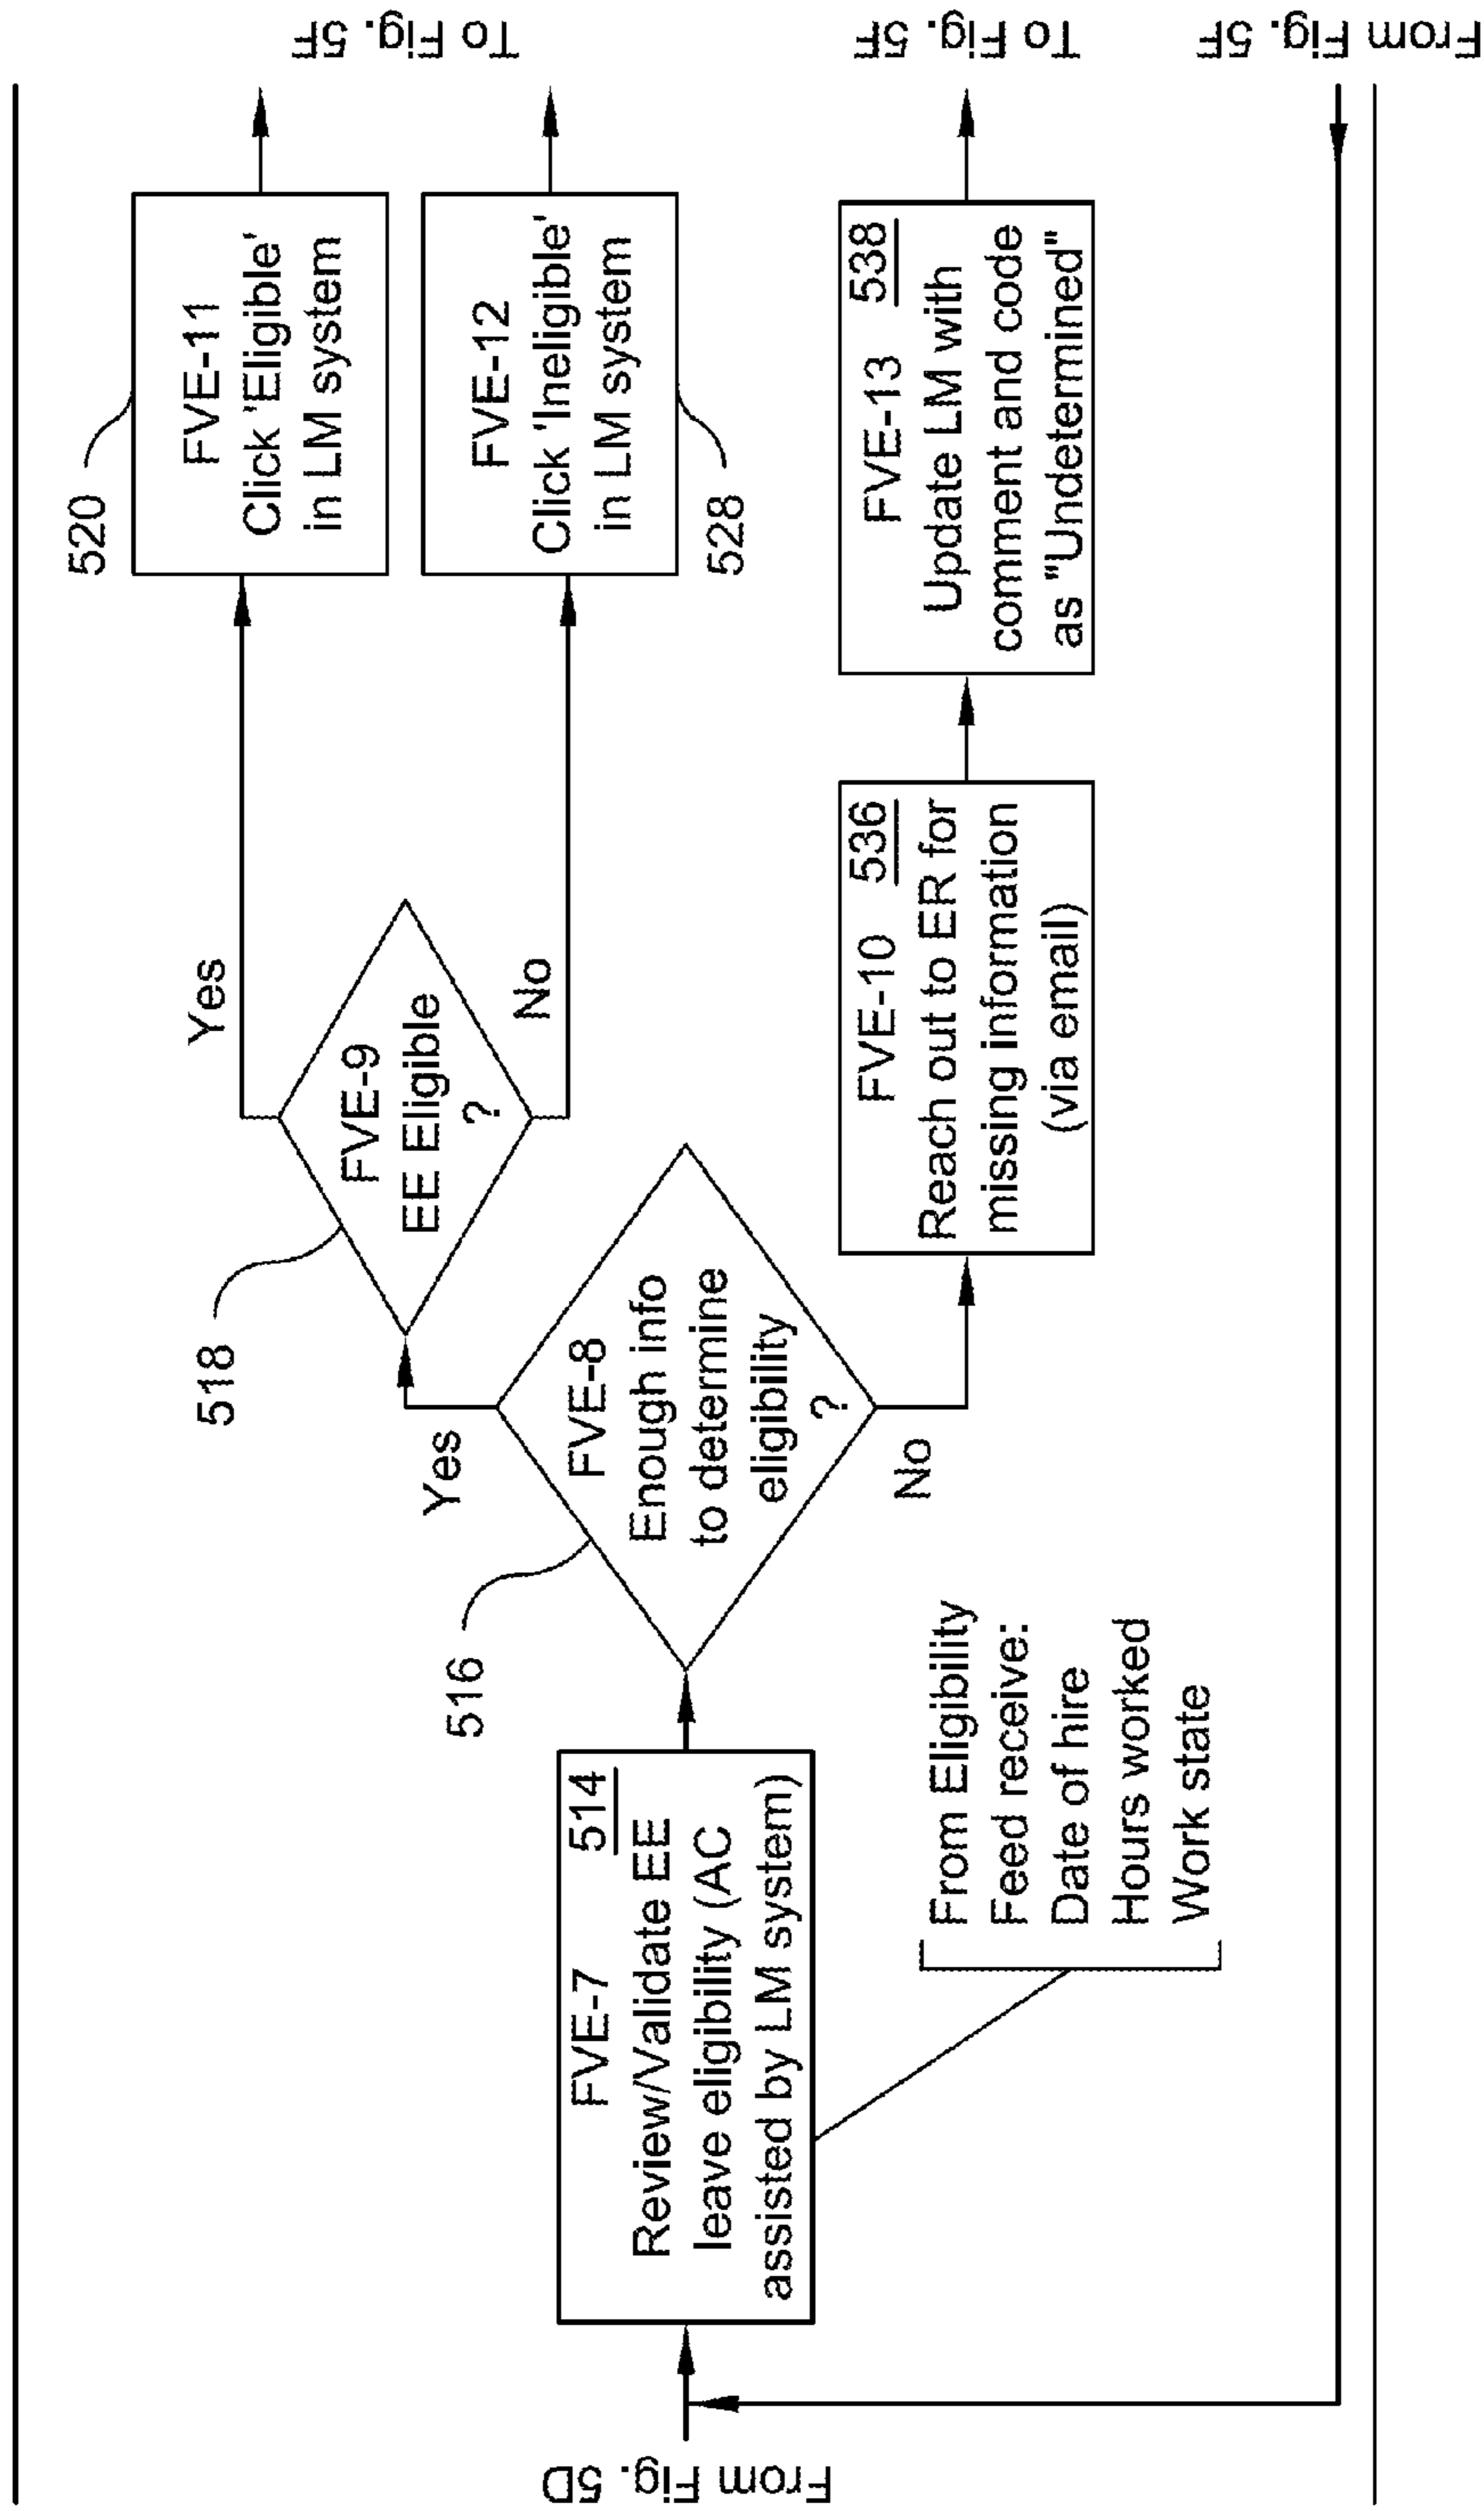 From Fig. 5D
FVE-7 514
Review/Validate EE
leave eligibility (AC
assisted by LM system)
From Eligibility
Feed receive:
Date of hire
Hours worked
Work state
516
FVE-8
Enough info
to determine
eligibility
?
Yes
No
518
FVE-9
EE Eligible
?
Yes
No
520
FVE-11
Click 'Eligible'
in LM system
FVE-12
Click 'Ineligible'
in LM system
528
FVE-10 536
Reach out to ER for
missing information
(via email)
FVE-13 538
Update LM with
comment and code
as "Undetermined"
To Fig. 5F
To Fig. 5F
From Fig. 5F